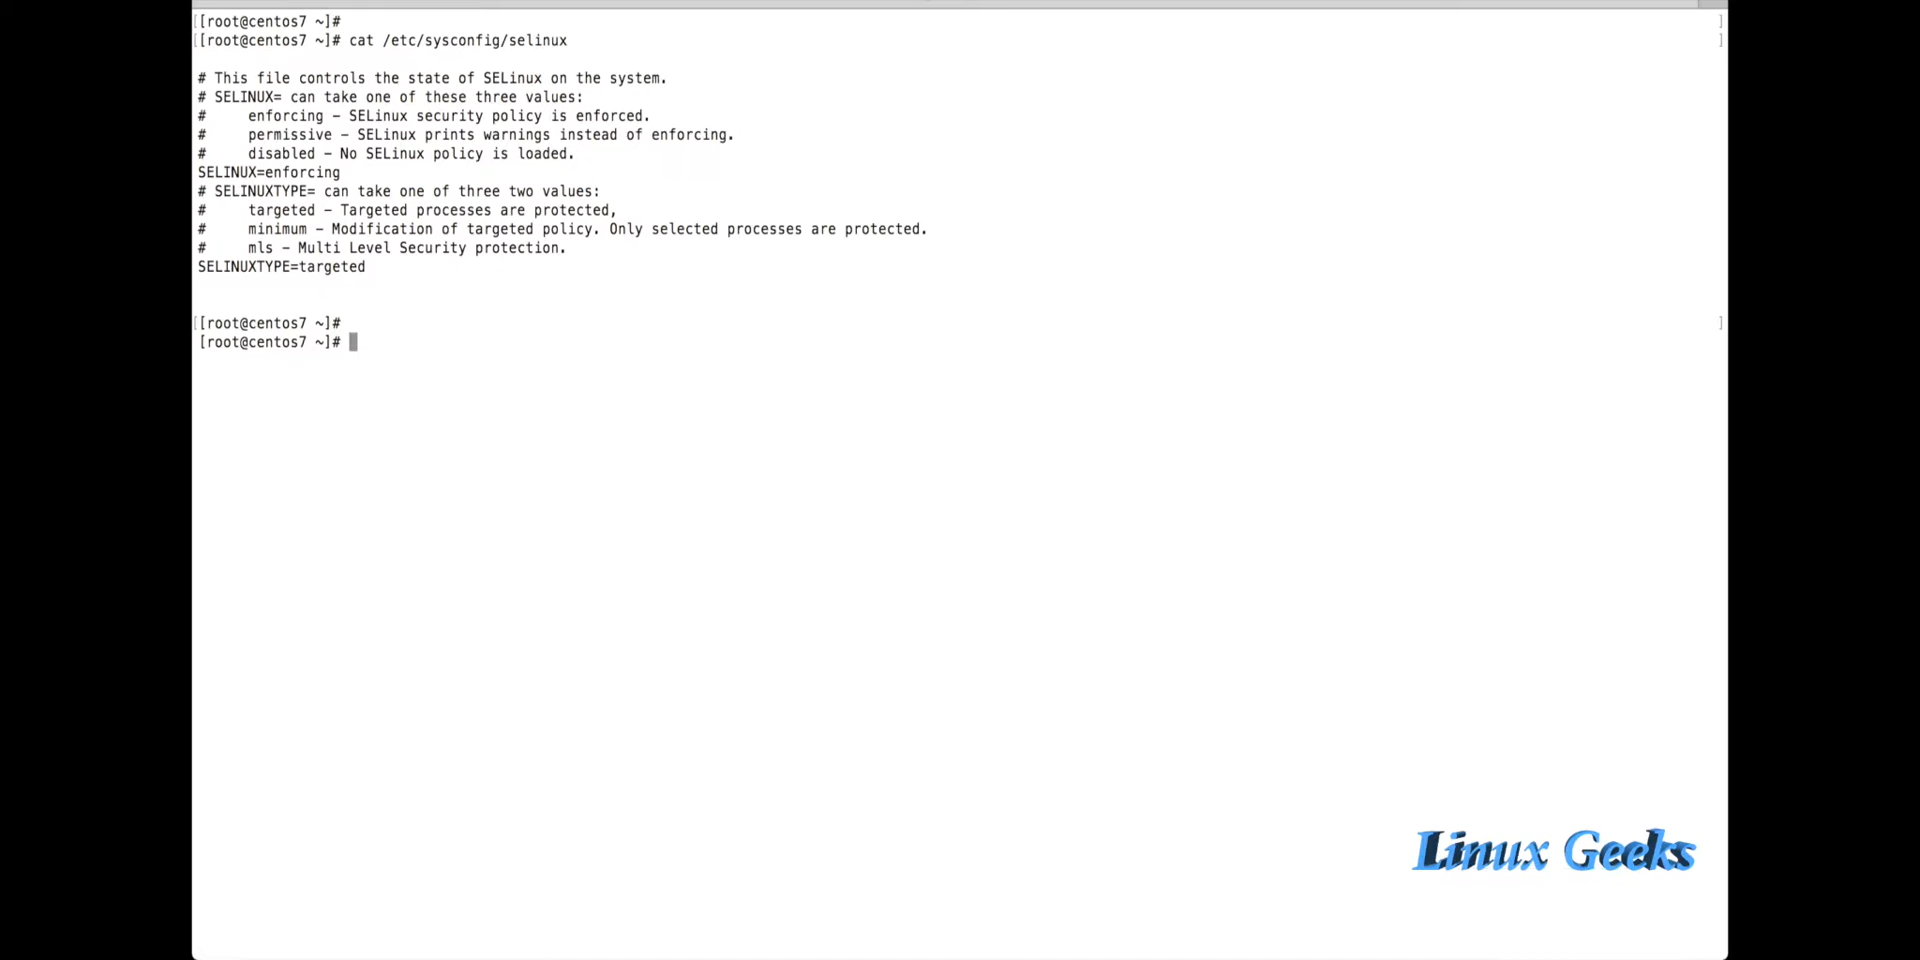 [[root@centos7 ~]# ]
[[root@centos7 ~]# cat /etc/sysconfig/selinux ]
# This file controls the state of SELinux on the system.
# SELINUX= can take one of these three values:
#     enforcing - SELinux security policy is enforced.
#     permissive - SELinux prints warnings instead of enforcing.
#     disabled - No SELinux policy is loaded.
SELINUX=enforcing
# SELINUXTYPE= can take one of three two values:
#     targeted - Targeted processes are protected,
#     minimum - Modification of targeted policy. Only selected processes are protected.
#     mls - Multi Level Security protection.
SELINUXTYPE=targeted
[[root@centos7 ~]# ]
[root@centos7 ~]#
Linux Geeks